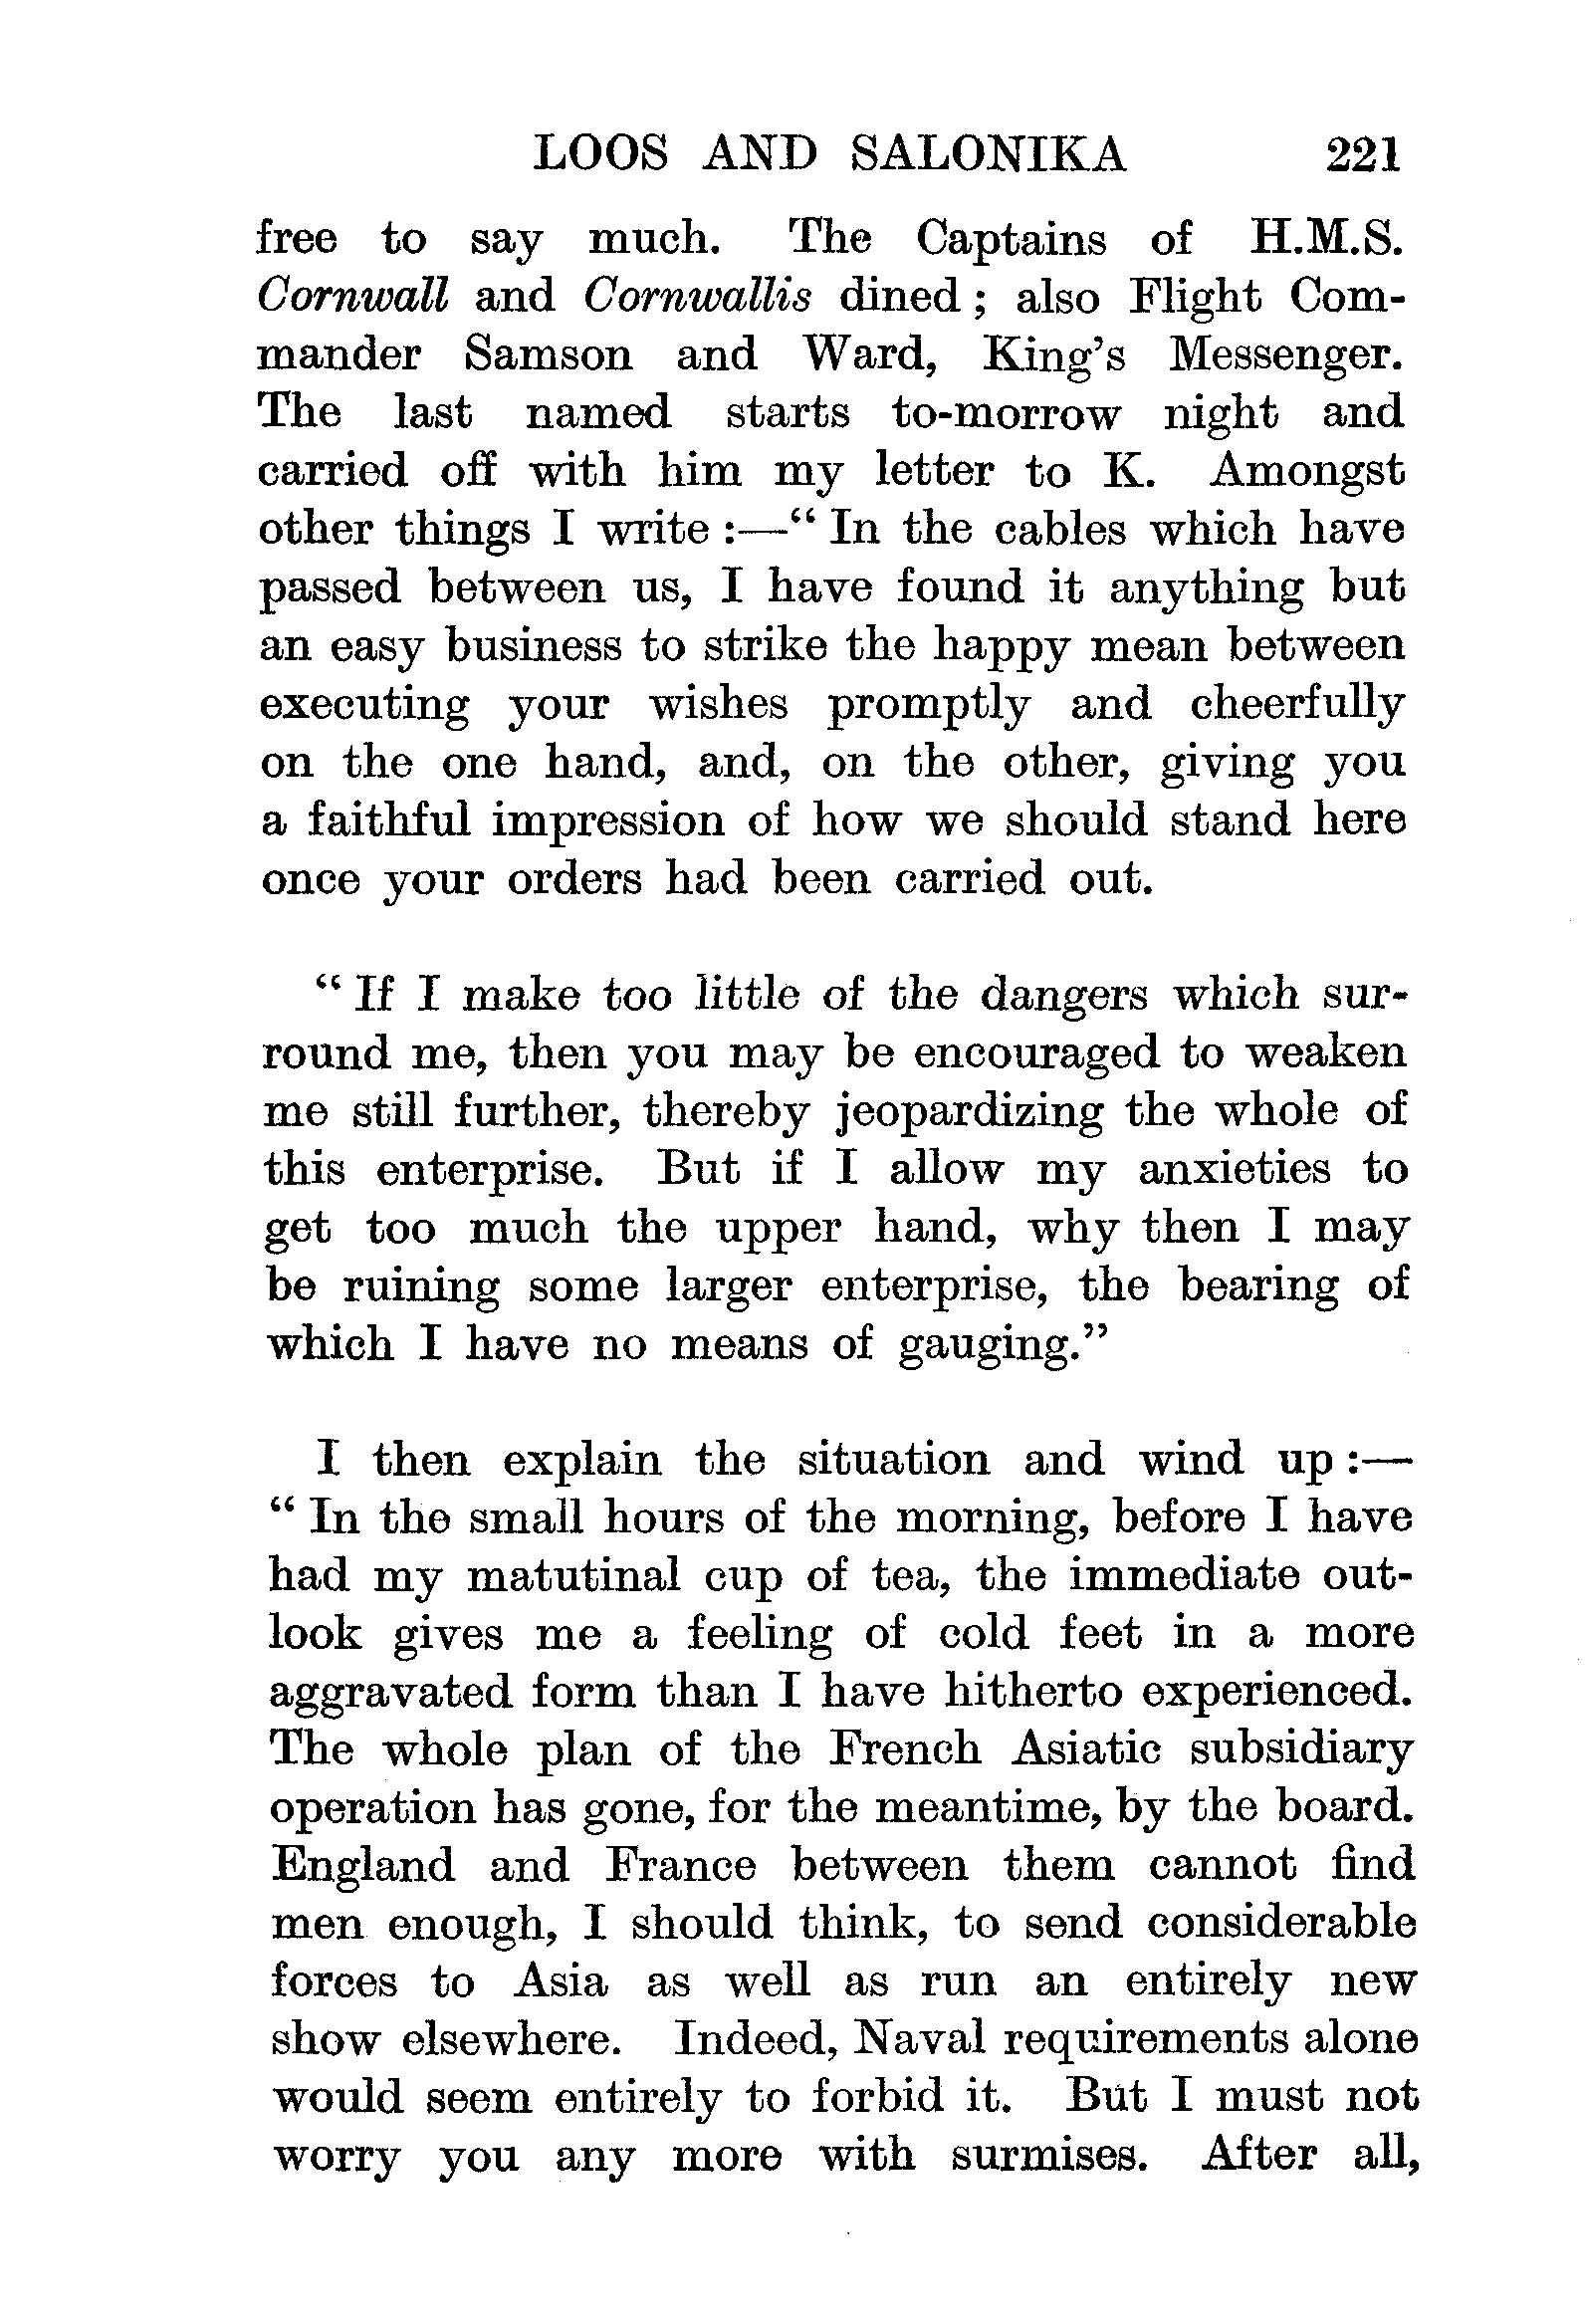 LOOS AND SALONIKA 221
free to say much. The Captains of H.M.S.
Cornwall and Cornwallis dined ; also Flight Com-
mander Samson and Ward, King's Messenger.
The last named starts to-morrow night and
carried off with him my letter to K. Amongst
other things I write :—“ In the cables which have
passed between us, I have found it anything but
an easy business to strike the happy mean between
executing your wishes promptly and cheerfully
on the one hand, and, on the other, giving you
a faithful impression of how we should stand here
once your orders had been carried out.
“ If I make too little of the dangers which sur-
round me, then you may be encouraged to weaken
me still further, thereby jeopardizing the whole of
this enterprise. But if I allow my anxieties to
get too much the upper hand, why then I may
be ruining some larger enterprise, the bearing of
which I have no means of gauging.”
I then explain the situation and wind up :—
“ In the small hours of the morning, before I have
had my matutinal cup of tea, the immediate out-
look gives me a feeling of cold feet in a more
aggravated form than I have hitherto experienced.
The whole plan of the French Asiatic subsidiary
operation has gone, for the meantime, by the board.
England and France between them cannot find
men enough, I should think, to send considerable
forces to Asia as well as run an entirely new
show elsewhere. Indeed, Naval requirements alone
would seem entirely to forbid it. But I must not
worry you any more with surmises. After all,